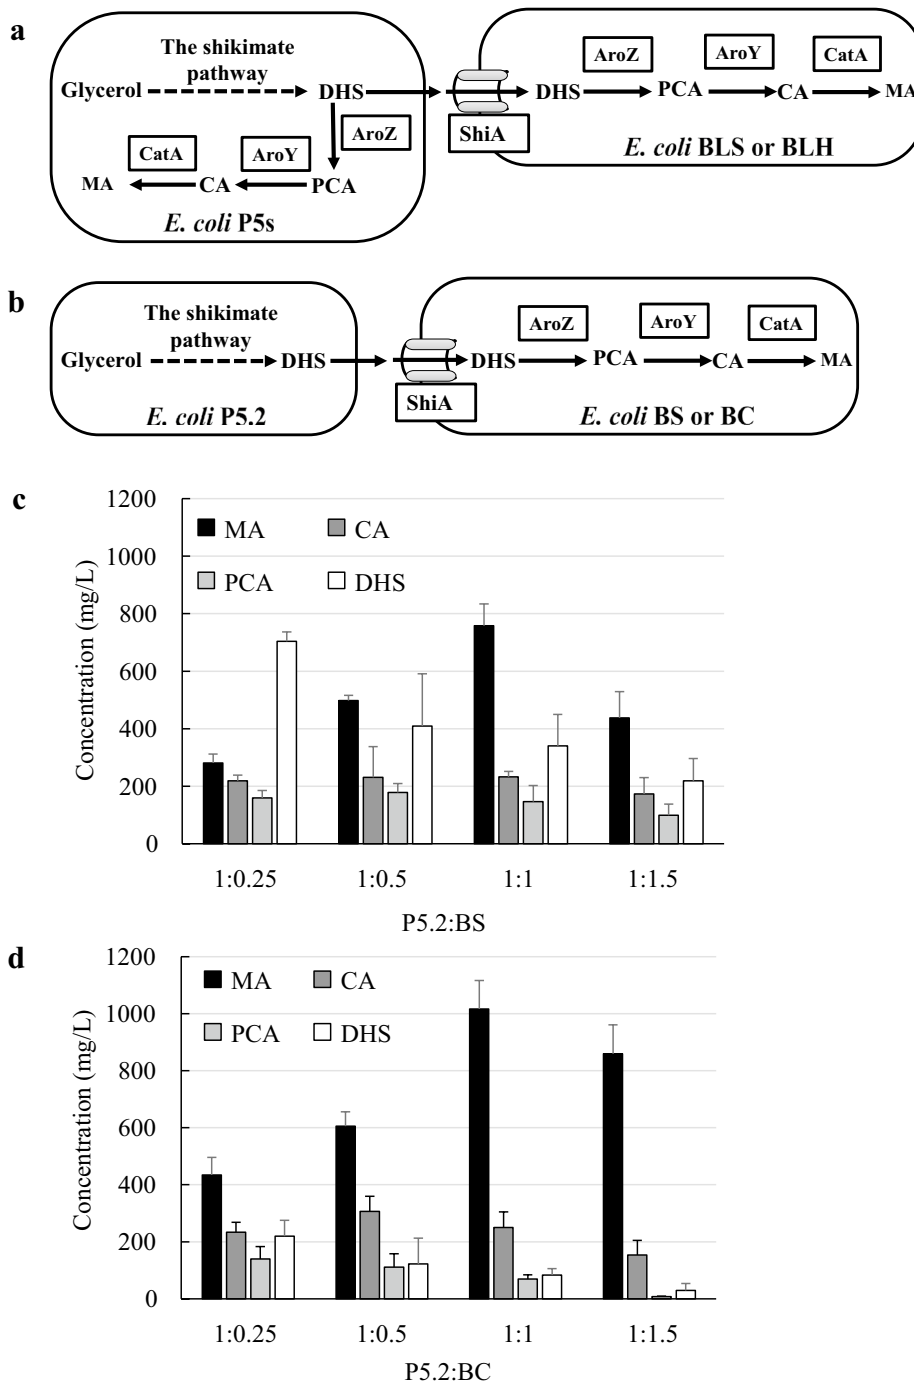 a
The shikimate
pathway
Glycerol
DHS
AroZ
CatA
AroY
MA
CA
PCA
E. coli P5s
AroZ
AroY
CatA
DHS
PCA
CA
MA
ShiA
E. coli BLS or BLH
b
The shikimate
pathway
Glycerol
DHS
E. coli P5.2
AroZ
AroY
CatA
DHS
PCA
CA
MA
ShiA
E. coli BS or BC
c
Concentration (mg/L)
1200
1000
800
600
400
200
0
MA
CA
PCA
DHS
1:0.25
1:0.5
1:1
1:1.5
P5.2:BS
d
Concentration (mg/L)
1200
1000
800
600
400
200
0
MA
CA
PCA
DHS
1:0.25
1:0.5
1:1
1:1.5
P5.2:BC